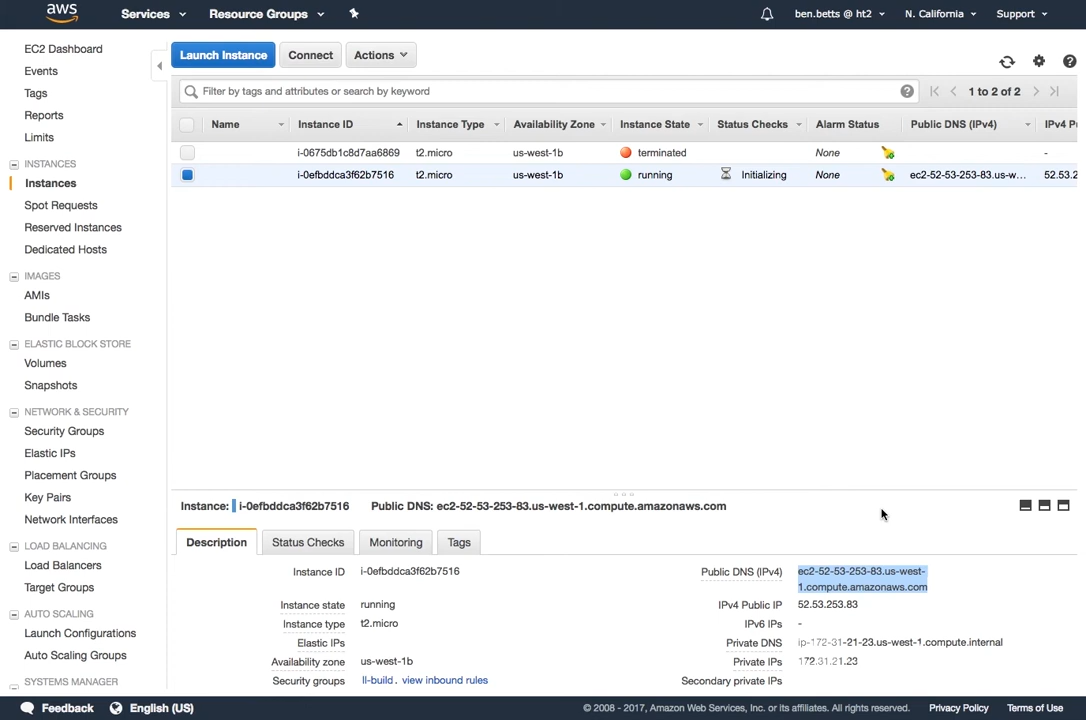 aws Services Resource Groups ben.betts @ ht2 N. California Support
EC2 Dashboard
Events
Tags
Reports
Limits
INSTANCES
Instances
Spot Requests
Reserved Instances
Dedicated Hosts
IMAGES
AMIs
Bundle Tasks
ELASTIC BLOCK STORE
Volumes
Snapshots
NETWORK & SECURITY
Security Groups
Elastic IPs
Placement Groups
Key Pairs
Network Interfaces
LOAD BALANCING
Load Balancers
Target Groups
AUTO SCALING
Launch Configurations
Auto Scaling Groups
SYSTEMS MANAGER
Launch Instance Connect Actions
Filter by tags and attributes or search by keyword 1 to 2 of 2
Name Instance ID Instance Type Availability Zone Instance State Status Checks Alarm Status Public DNS (IPv4) IPv4 P
i-0675db1c8d7aa6869 t2.micro us-west-1b terminated None -
i-0efbddca3f62b7516 t2.micro us-west-1b running Initializing None ec2-52-53-253-83.us-w... 52.53.2
Instance: i-0efbddca3f62b7516 Public DNS: ec2-52-53-253-83.us-west-1.compute.amazonaws.com
Description Status Checks Monitoring Tags
Instance ID i-0efbddca3f62b7516
Instance state running
Instance type t2.micro
Elastic IPs
Availability zone us-west-1b
Security groups ll-build. view inbound rules
Public DNS (IPv4) ec2-52-53-253-83.us-west-
1.compute.amazonaws.com
IPv4 Public IP 52.53.253.83
IPv6 IPs -
Private DNS ip-172-31-21-23.us-west-1.compute.internal
Private IPs 172.31.21.23
Secondary private IPs
Feedback English (US) © 2008 - 2017, Amazon Web Services, Inc. or its affiliates. All rights reserved. Privacy Policy Terms of Use